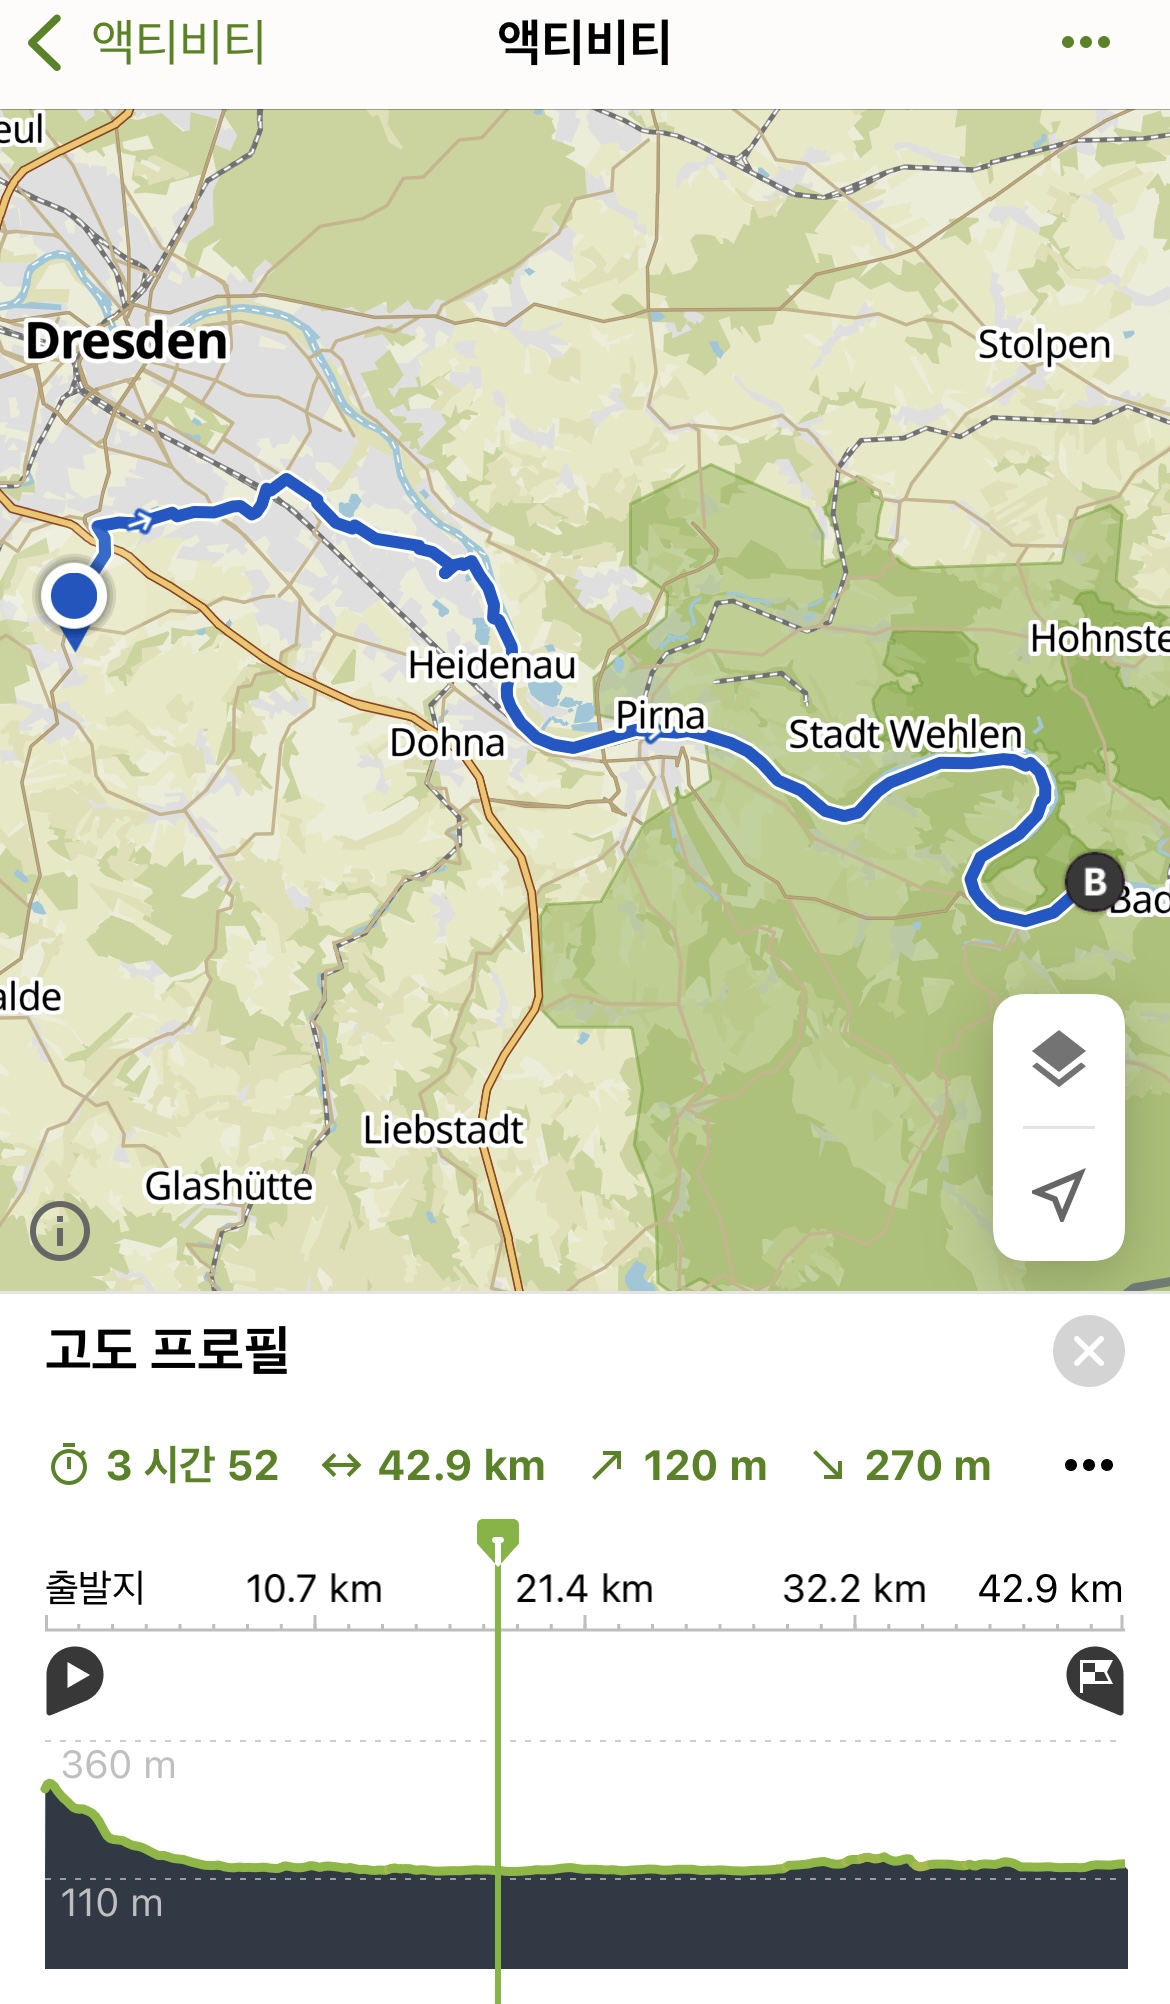 액티비티
액티비티
eul
Dresden
Stolpen
Hohnste
Heidenau
Pirna
Stadt Wehlen
Dohna
B
Bad
alde
Liebstadt
Glashütte
고도 프로필
3 시간 52 42.9 km 120 m 270 m
출발지 10.7 km 21.4 km 32.2 km 42.9 km
360 m
110 m